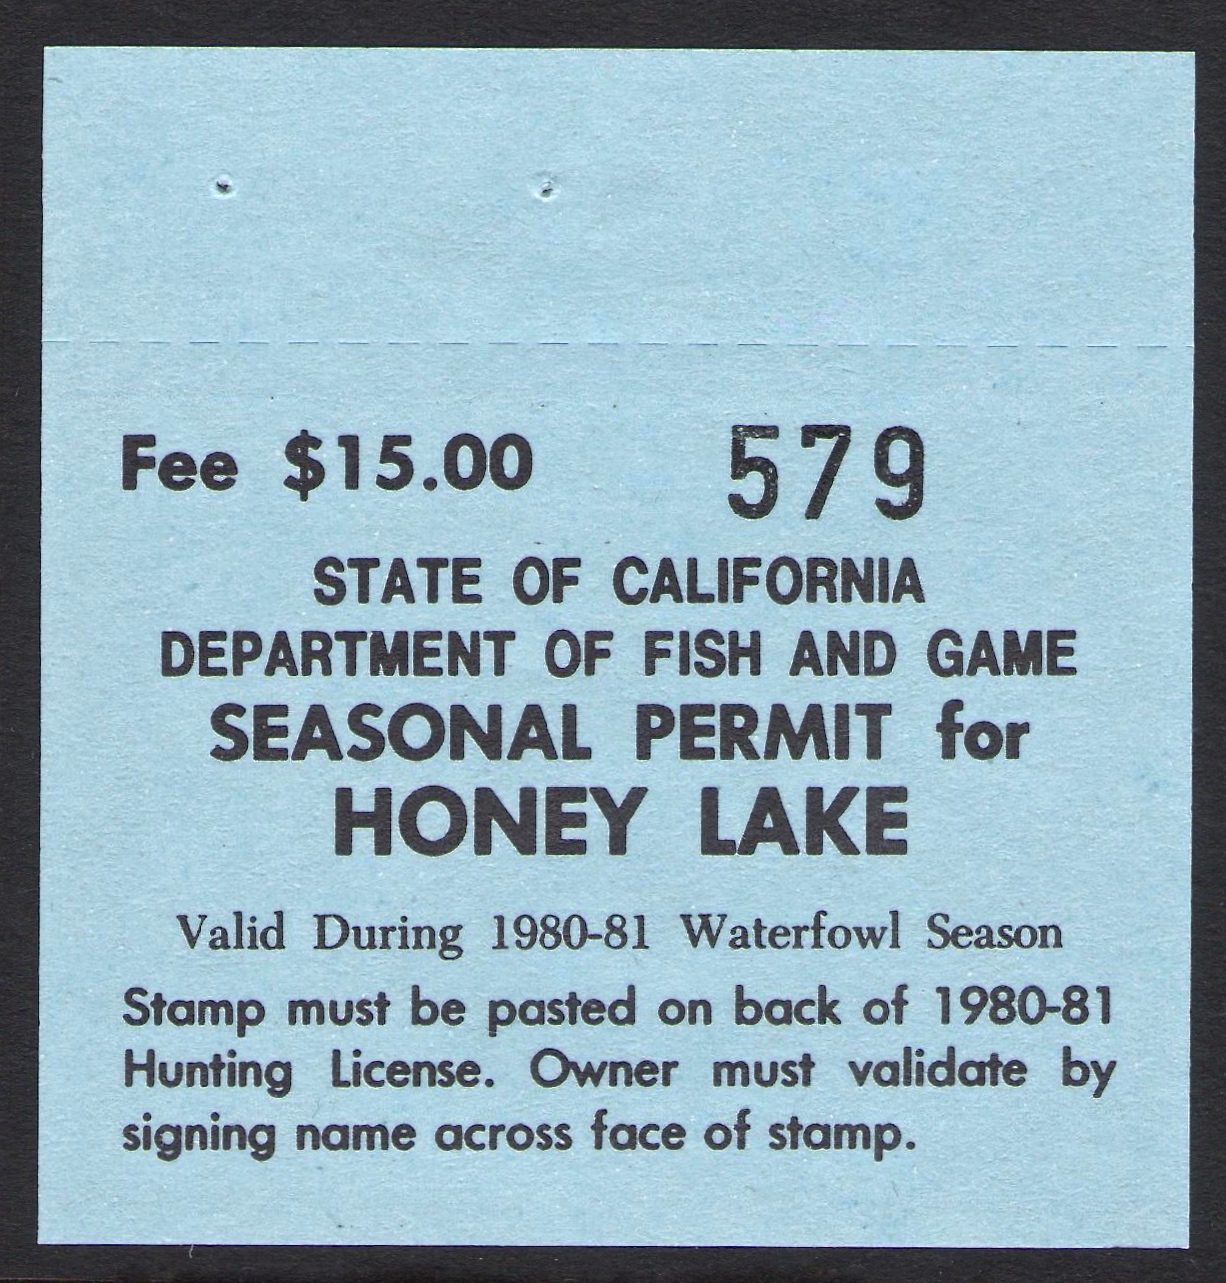 Fee $15.00 579
STATE OF CALIFORNIA
DEPARTMENT OF FISH AND GAME
SEASONAL PERMIT for
HONEY LAKE
Valid During 1980-81 Waterfowl Season
Stamp must be pasted on back of 1980-81
Hunting License. Owner must validate by
signing name across face of stamp.